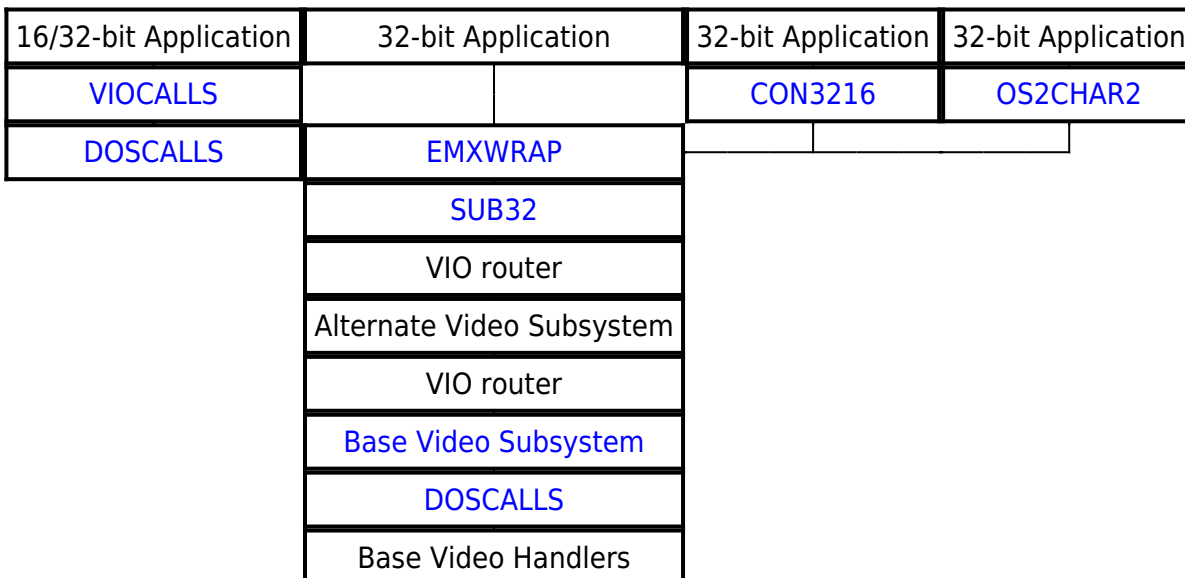 16/32-bit Application 32-bit Application 32-bit Application 32-bit Application
VIOCALLS CON3216 OS2CHAR2
DOSCALLS EMXWRAP
SUB32
VIO router
Alternate Video Subsystem
VIO router
Base Video Subsystem
DOSCALLS
Base Video Handlers